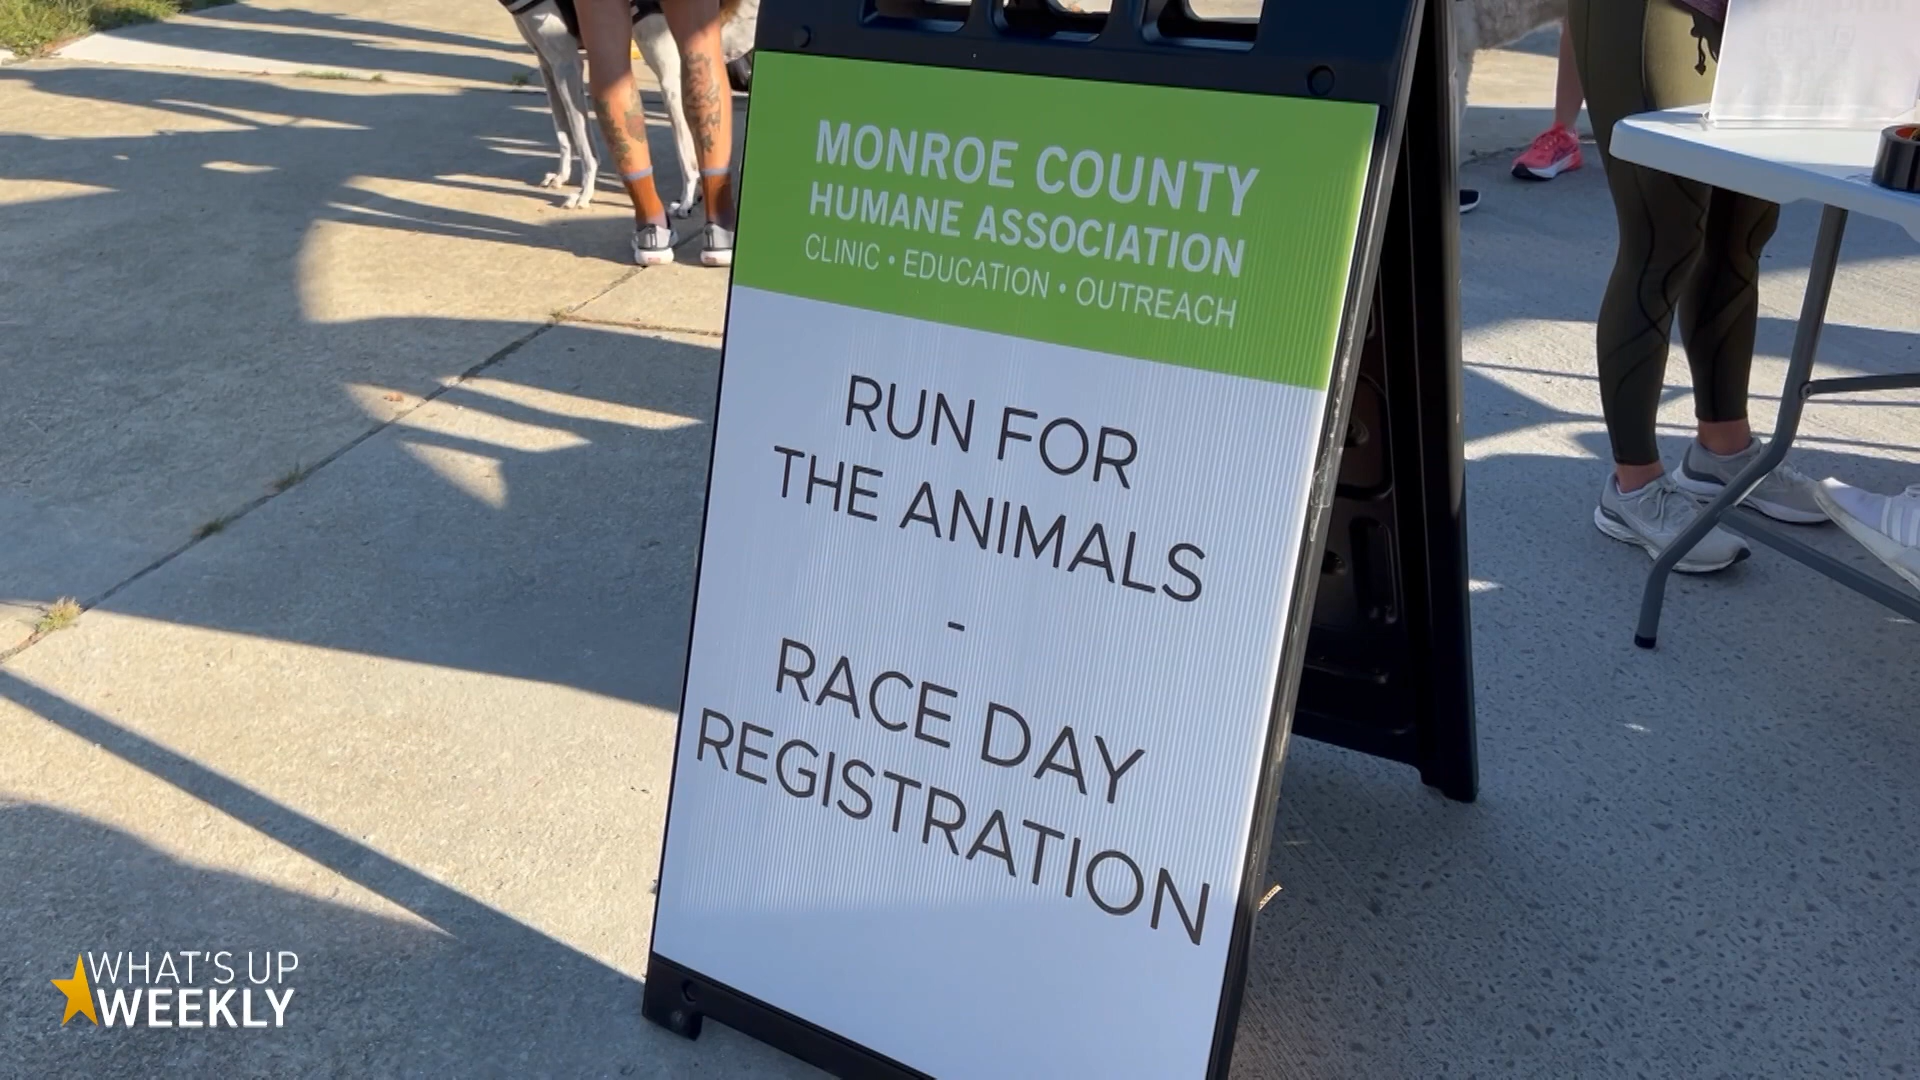 MONROE COUNTY
HUMANE ASSOCIATION
CLINIC • EDUCATION • OUTREACH
RUN FOR
THE ANIMALS
-
RACE DAY
REGISTRATION
WHAT'S UP
WEEKLY